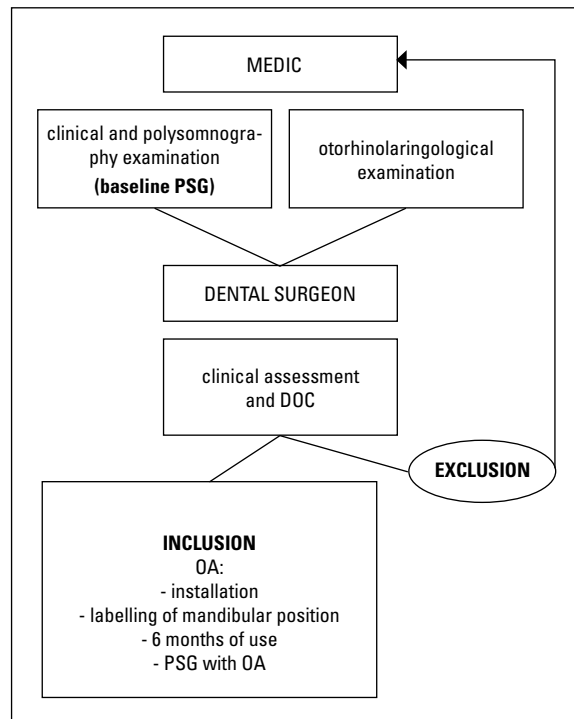 MEDIC
clinical and polysomnogra-
phy examination
(baseline PSG)
otorhinolaringological
examination
DENTAL SURGEON
clinical assessment
and DOC
EXCLUSION
INCLUSION
OA:
- installation
- labelling of mandibular position
- 6 months of use
- PSG with OA